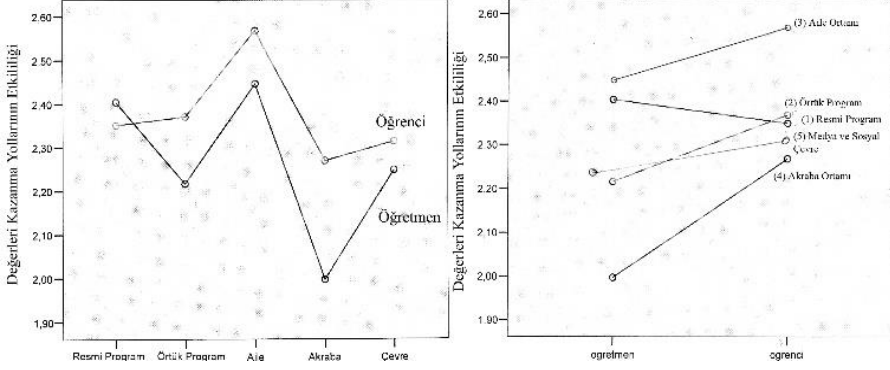 Değerleri Kazanma Yollarının Etkililiği
2,60
2.50
2,40
2,30
2,20
2,10
2,00
1,90
Öğrenci
Öğretmen
Resmi Program
Örtük Program
Aile
Akraba
Çevre
Değerleri Kazanma Yollarının Etkililiği
2,60
2,50
2.40
2.30
2.20
2.10
2.00
1.90
(3) Aile Ortamı
(2) Örtük Program
(1) Resmi Program
(5) Medya ve Sosyal
Çevre
(4) Akraba Ortamı
ogretmen
ogrenci